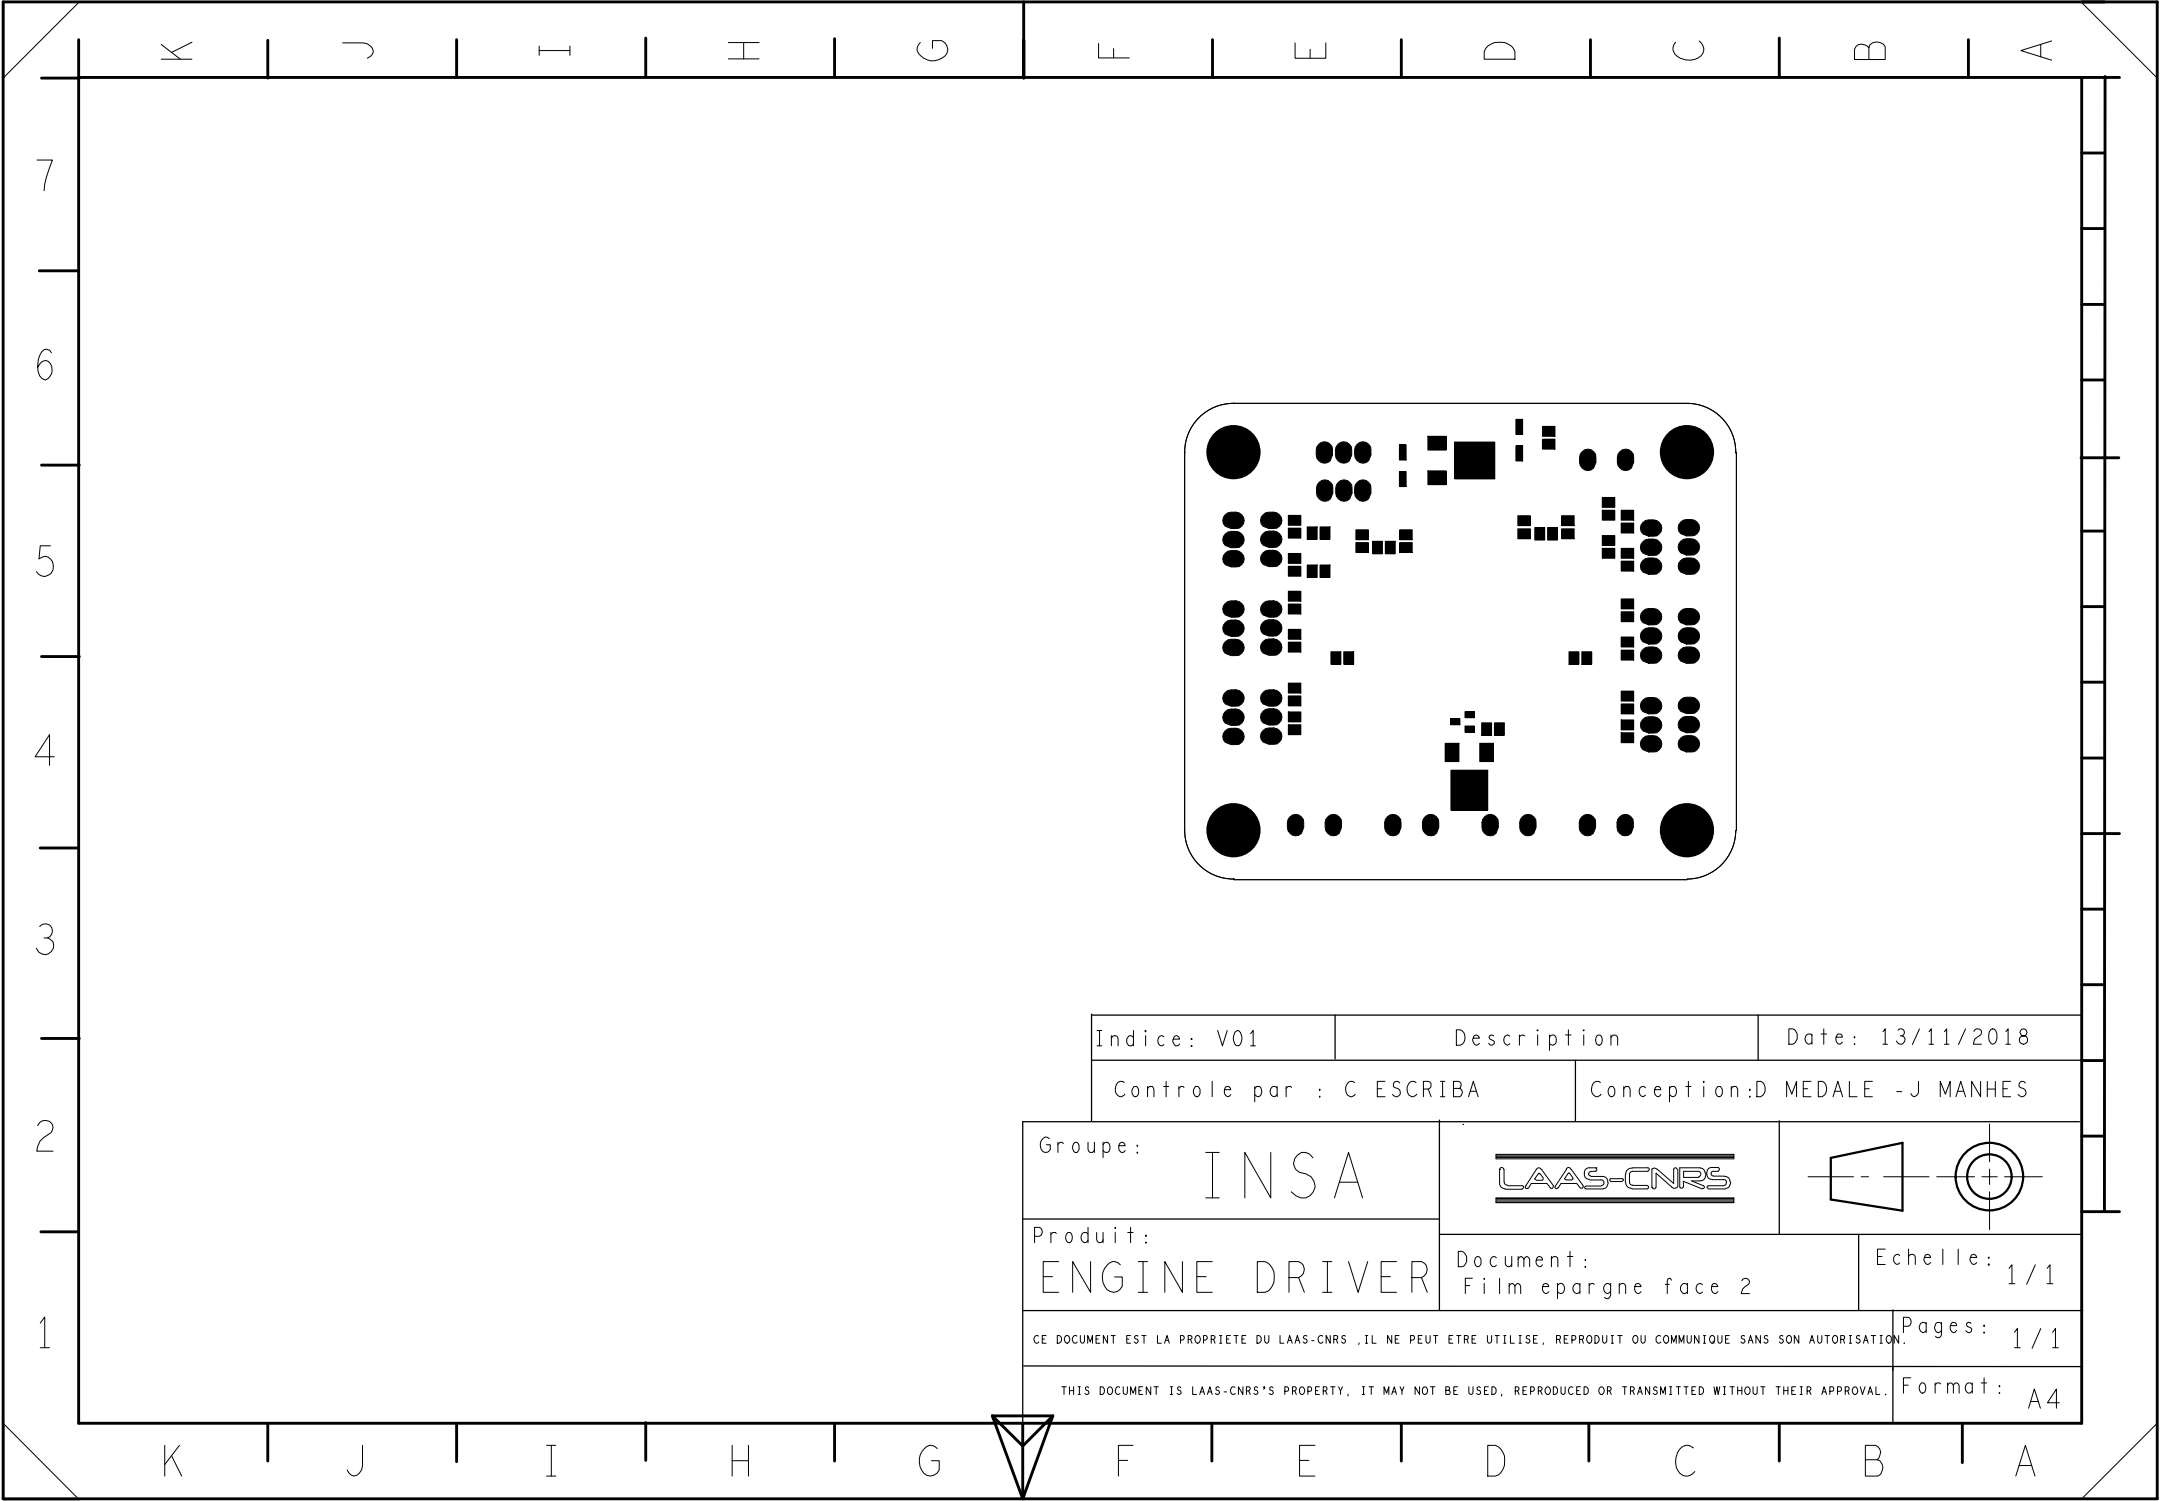 K J I H G F E D C B A
7
6
5
4
3
2
1
Indice: V01
Description
Date: 13/11/2018
Controle par : C ESCRIBA
Conception:D MEDALE -J MANHES
Groupe:
INSA
LAAS-CNRS
Produit:
ENGINE DRIVER
Document:
Film epargne face 2
Echelle:
1/1
CE DOCUMENT EST LA PROPRIETE DU LAAS-CNRS ,IL NE PEUT ETRE UTILISE, REPRODUIT OU COMMUNIQUE SANS SON AUTORISATION.
Pages:
1/1
THIS DOCUMENT IS LAAS-CNRS'S PROPERTY, IT MAY NOT BE USED, REPRODUCED OR TRANSMITTED WITHOUT THEIR APPROVAL.
Format:
A4
K J I H G F E D C B A